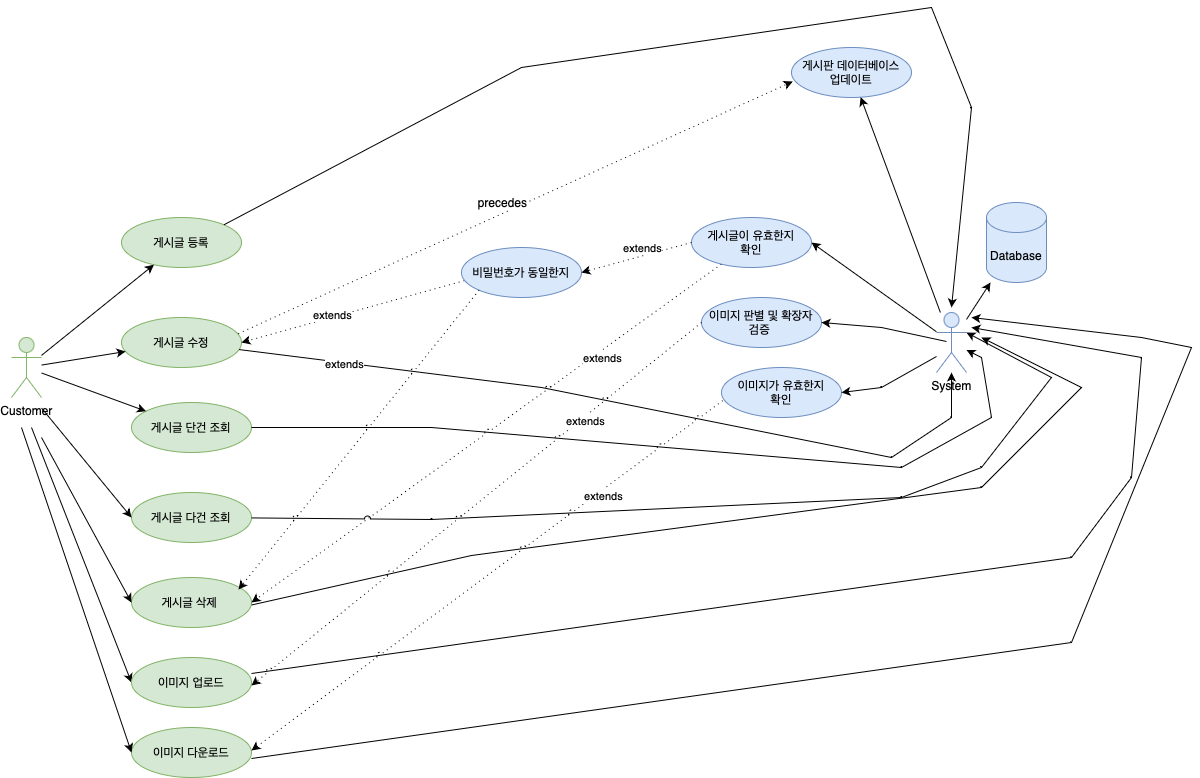 게시판 데이터베이스
업데이트
precedes
게시글 등록
게시글이 유효한지
확인
extends
비밀번호가 동일한지
Database
extends
이미지 판별 및 확장자
검증
게시글 수정
extends
extends
이미지가 유효한지
확인
System
Customer
extends
게시글 단건 조회
extends
게시글 다건 조회
게시글 삭제
이미지 업로드
이미지 다운로드